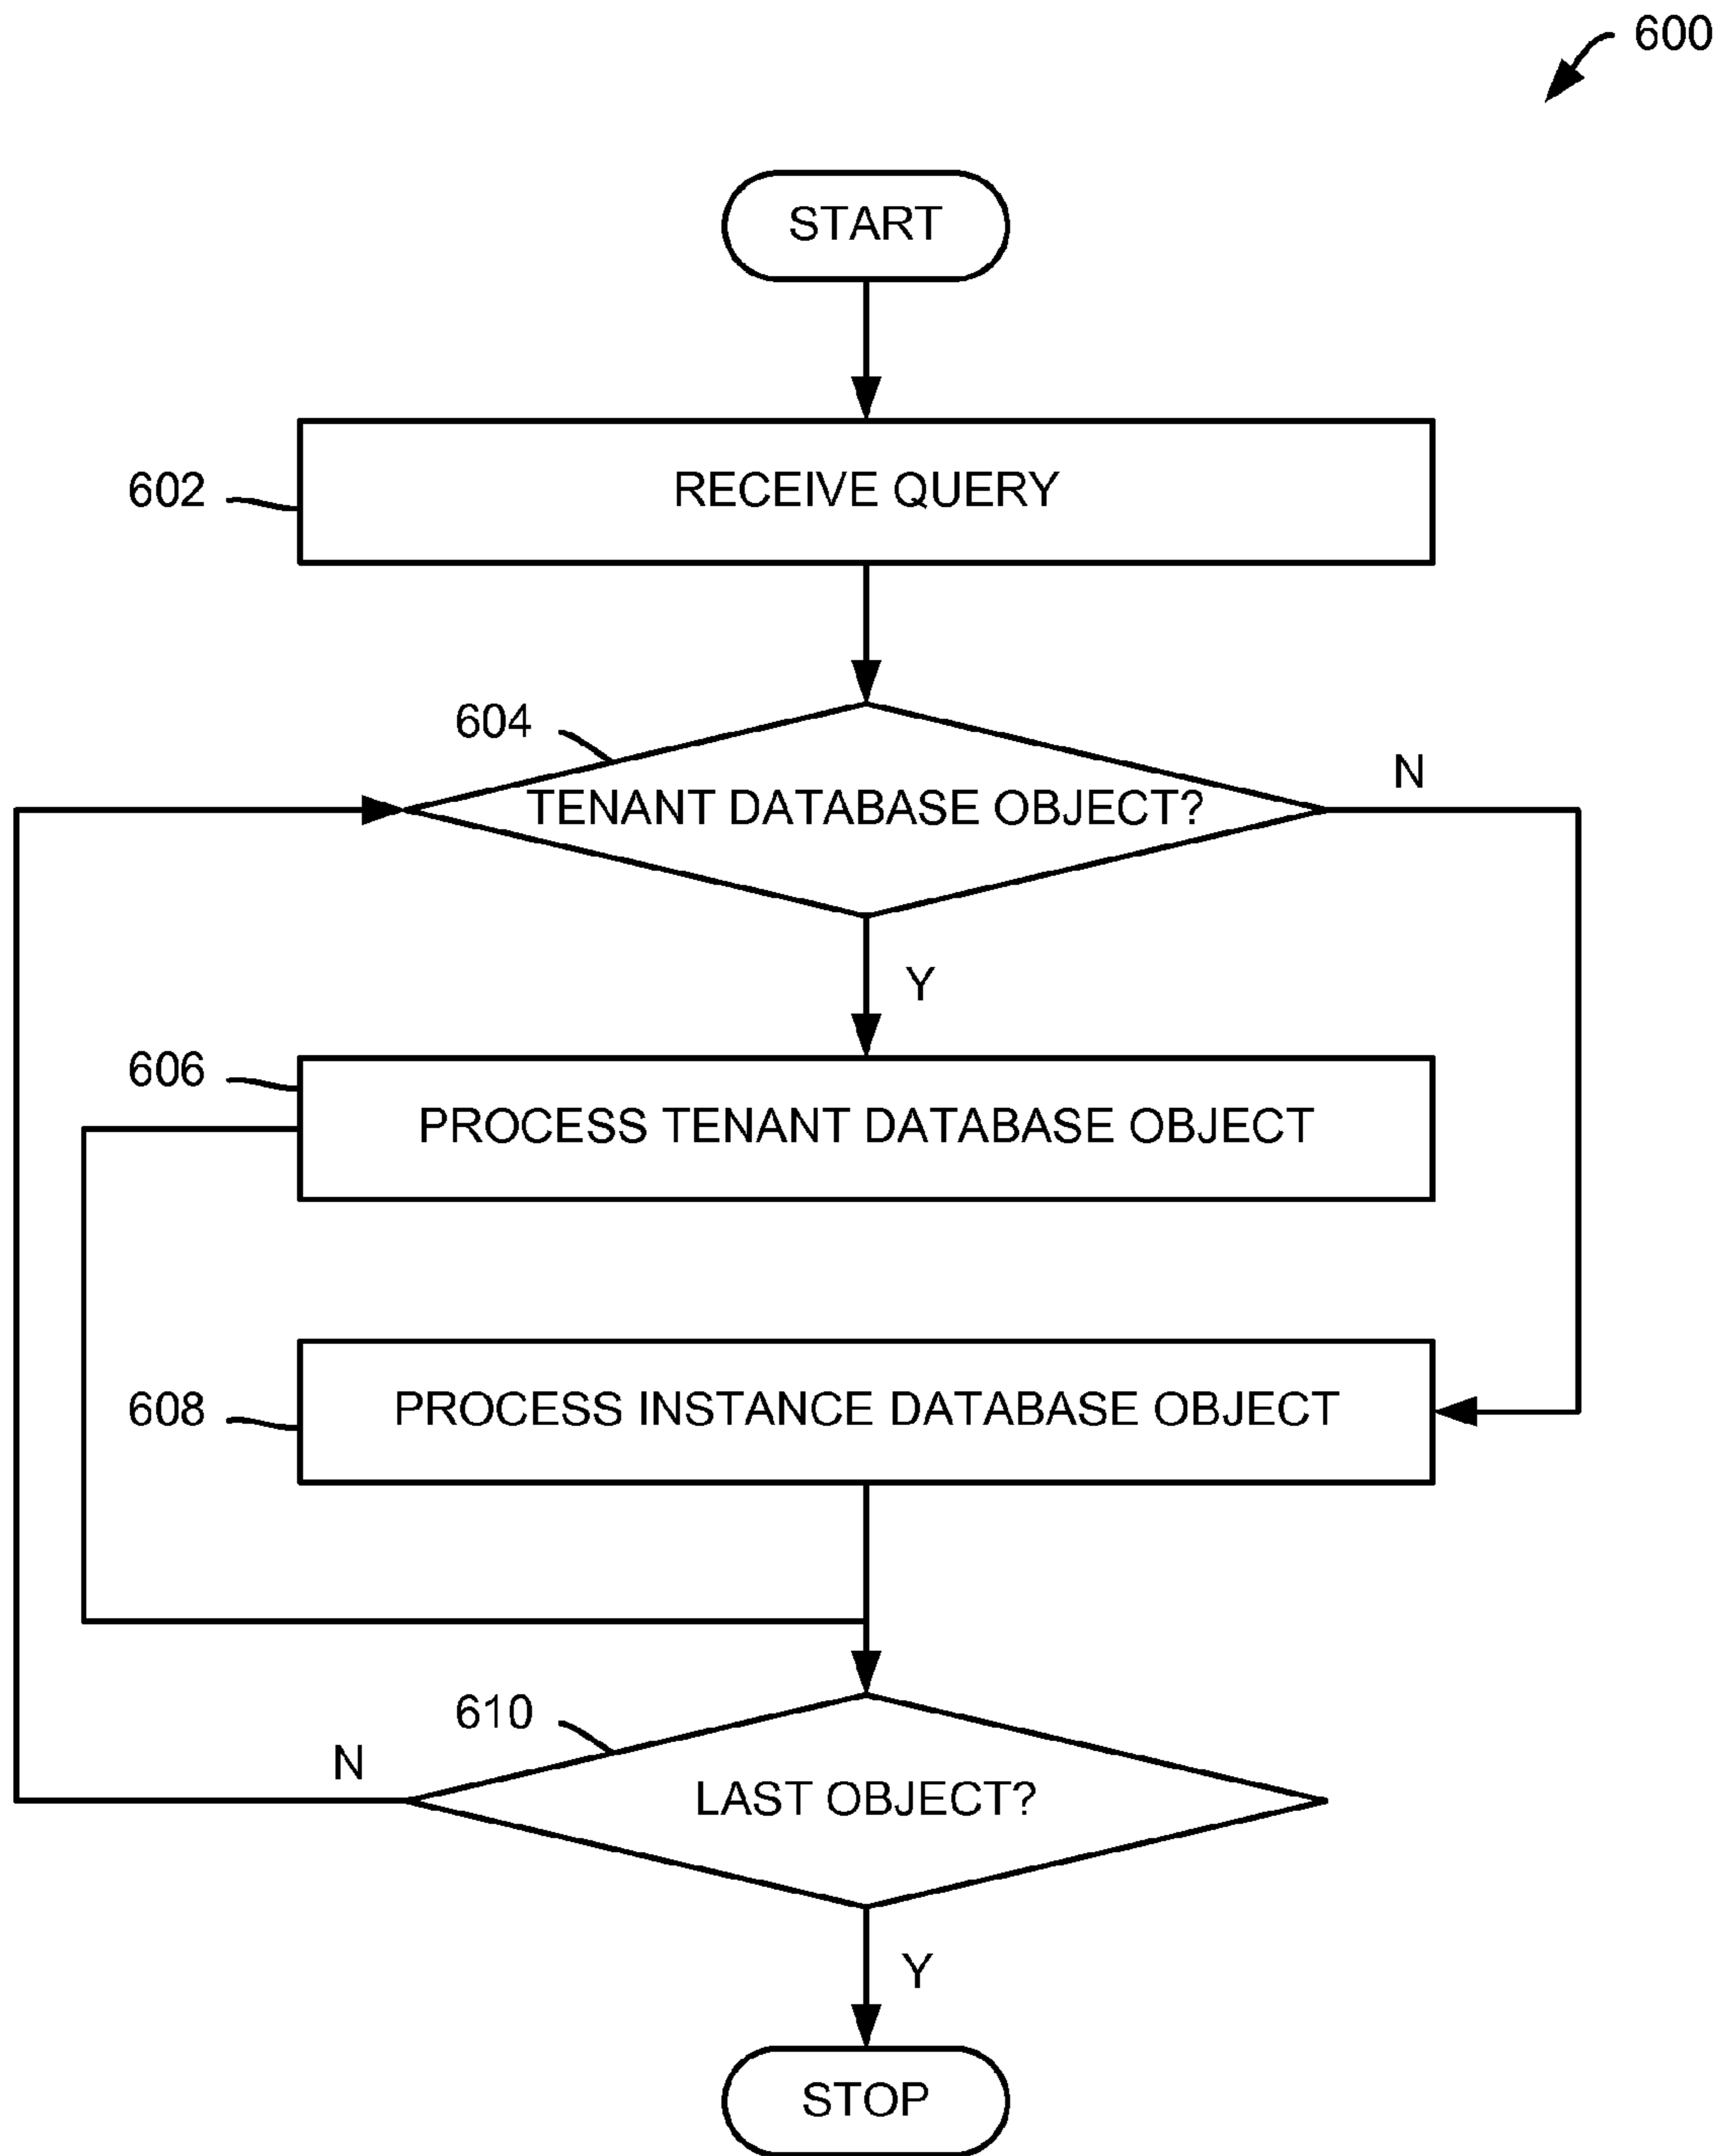 600
START
602
RECEIVE QUERY
604
TENANT DATABASE OBJECT?
N
Y
606
PROCESS TENANT DATABASE OBJECT
608
PROCESS INSTANCE DATABASE OBJECT
610
N
LAST OBJECT?
Y
STOP